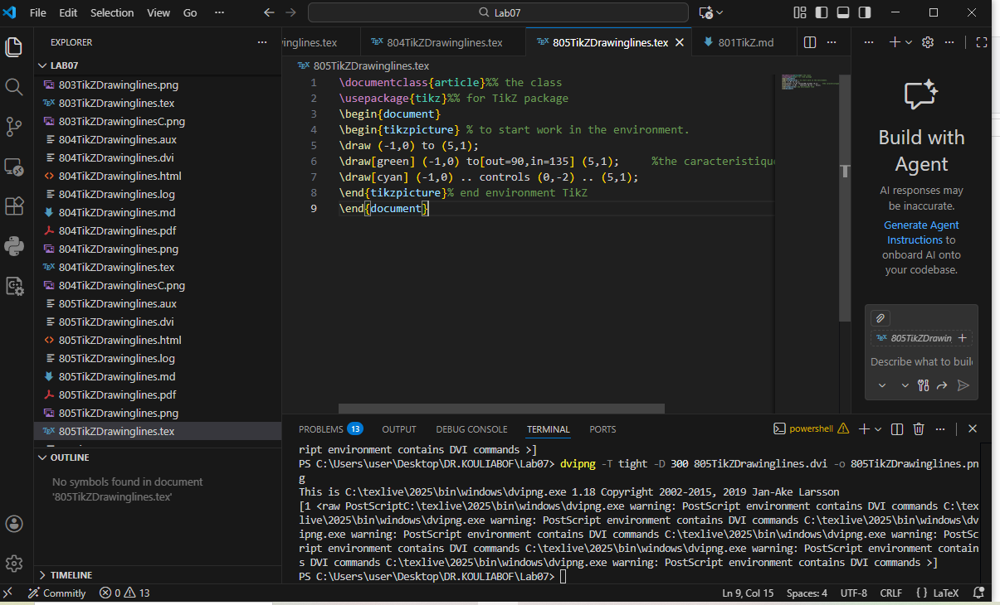 File Edit Selection View Go ··· Lab07
EXPLORER ···
LAB07
803TikZDrawinglines.png
803TikZDrawinglines.tex
803TikZDrawinglinesC.png
804TikZDrawinglines.aux
804TikZDrawinglines.dvi
804TikZDrawinglines.html
804TikZDrawinglines.log
804TikZDrawinglines.md
804TikZDrawinglines.pdf
804TikZDrawinglines.png
804TikZDrawinglines.tex
804TikZDrawinglinesC.png
805TikZDrawinglines.aux
805TikZDrawinglines.dvi
805TikZDrawinglines.html
805TikZDrawinglines.log
805TikZDrawinglines.md
805TikZDrawinglines.pdf
805TikZDrawinglines.png
805TikZDrawinglines.tex
OUTLINE
No symbols found in document
'805TikZDrawinglines.tex'
TIMELINE
inglines.tex 804TikZDrawinglines.tex 805TikZDrawinglines.tex 801TikZ.md
805TikZDrawinglines.tex
1 \documentclass{article}%% the class
2 \usepackage{tikz}%% for TikZ package
3 \begin{document}
4 \begin{tikzpicture} % to start work in the environment.
5 \draw (-1,0) to (5,1);
6 \draw[green] (-1,0) to[out=90,in=135] (5,1); %the caracteristique
7 \draw[cyan] (-1,0) .. controls (0,-2) .. (5,1);
8 \end{tikzpicture}% end environment TikZ
9 \end{document}
Build with
Agent
AI responses may
be inaccurate.
Generate Agent
Instructions to
onboard AI onto
your codebase.
805TikZDrawin
Describe what to buil
PROBLEMS 13 OUTPUT DEBUG CONSOLE TERMINAL PORTS powershell
ript environment contains DVI commands >]
PS C:\Users\user\Desktop\DR.KOULIABOF\Lab07> dvipng -T tight -D 300 805TikZDrawinglines.dvi -o 805TikZDrawinglines.pn
g
This is C:\texlive\2025\bin\windows\dvipng.exe 1.18 Copyright 2002-2015, 2019 Jan-Ake Larsson
[1 <raw PostScriptC:\texlive\2025\bin\windows\dvipng.exe warning: PostScript environment contains DVI commands C:\tex
live\2025\bin\windows\dvipng.exe warning: PostScript environment contains DVI commands C:\texlive\2025\bin\windows\dv
ipng.exe warning: PostScript environment contains DVI commands C:\texlive\2025\bin\windows\dvipng.exe warning: PostSc
ript environment contains DVI commands C:\texlive\2025\bin\windows\dvipng.exe warning: PostScript environment contain
s DVI commands C:\texlive\2025\bin\windows\dvipng.exe warning: PostScript environment contains DVI commands >]
PS C:\Users\user\Desktop\DR.KOULIABOF\Lab07>
Commitly 0 13 Ln 9, Col 15 Spaces: 4 UTF-8 CRLF { } LaTeX